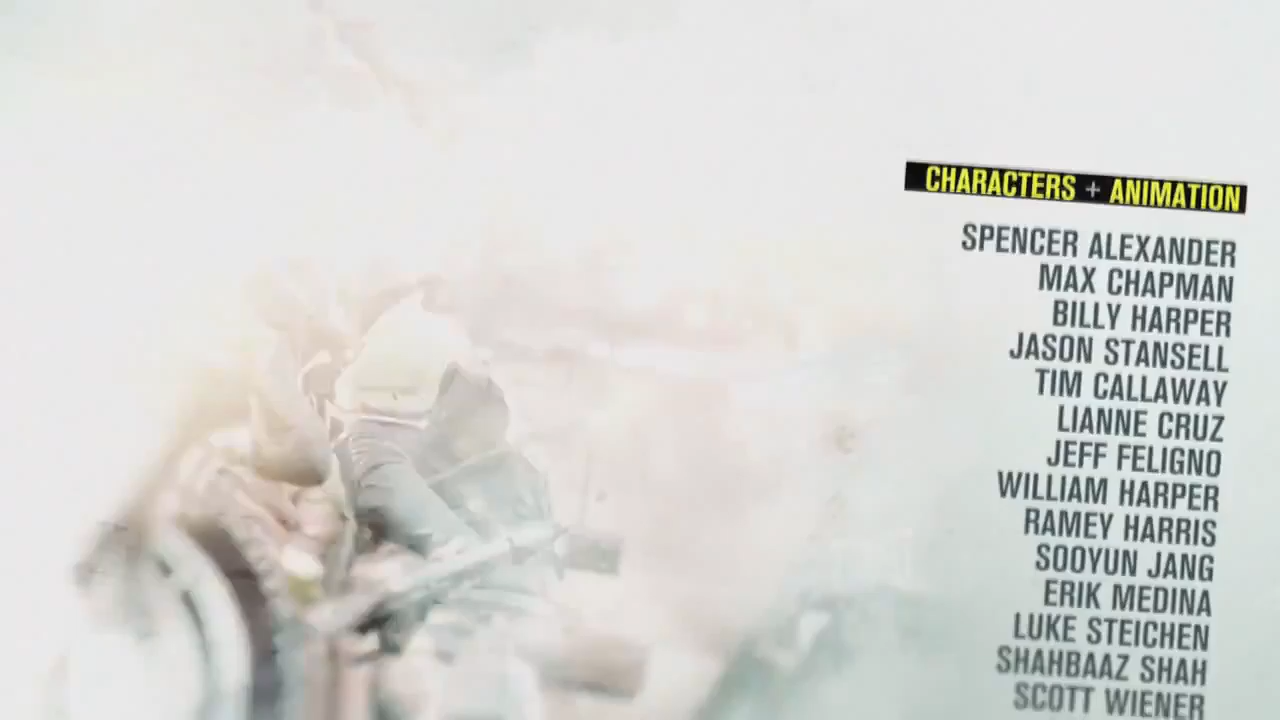 CHARACTERS + ANIMATION
SPENCER ALEXANDER
MAX CHAPMAN
BILLY HARPER
JASON STANSELL
TIM CALLAWAY
LIANNE CRUZ
JEFF FELIGNO
WILLIAM HARPER
RAMEY HARRIS
SOOYUN JANG
ERIK MEDINA
LUKE STEICHEN
SHAHBAAZ SHAH
SCOTT WIENER